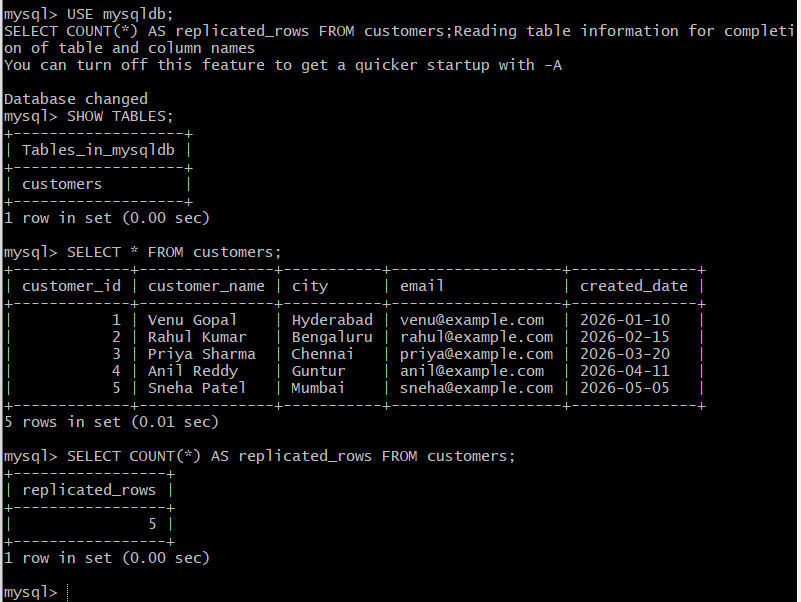 mysql> USE mysqldb;
SELECT COUNT(*) AS replicated_rows FROM customers;Reading table information for completi
on of table and column names
You can turn off this feature to get a quicker startup with -A

Database changed
mysql> SHOW TABLES;
+-------------------+
| Tables_in_mysqldb |
+-------------------+
| customers         |
+-------------------+
1 row in set (0.00 sec)

mysql> SELECT * FROM customers;
+-------------+---------------+-----------+-------------------+--------------+
| customer_id | customer_name | city      | email             | created_date |
+-------------+---------------+-----------+-------------------+--------------+
|           1 | Venu Gopal    | Hyderabad | venu@example.com  | 2026-01-10   |
|           2 | Rahul Kumar   | Bengaluru | rahul@example.com | 2026-02-15   |
|           3 | Priya Sharma  | Chennai   | priya@example.com | 2026-03-20   |
|           4 | Anil Reddy    | Guntur    | anil@example.com  | 2026-04-11   |
|           5 | Sneha Patel   | Mumbai    | sneha@example.com | 2026-05-05   |
+-------------+---------------+-----------+-------------------+--------------+
5 rows in set (0.01 sec)

mysql> SELECT COUNT(*) AS replicated_rows FROM customers;
+-----------------+
| replicated_rows |
+-----------------+
|               5 |
+-----------------+
1 row in set (0.00 sec)

mysql>